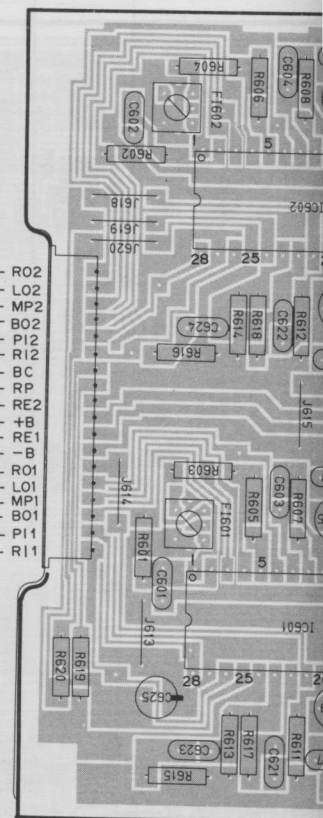 R604
C602
FI602
R606
C604
R608
R602
5
J618
J619
J620
IC602
28
25
RO2
LO2
MP2
BO2
PI2
RI2
BC
RP
RE2
+B
RE1
-B
RO1
LO1
MP1
BO1
PI1
RI1
C624
R614
R618
C622
R612
R616
J615
R603
J614
FI601
R605
C603
R607
R601
C601
5
J613
IC601
R620
R619
28
25
C625
C623
R613
R617
C621
R611
R615